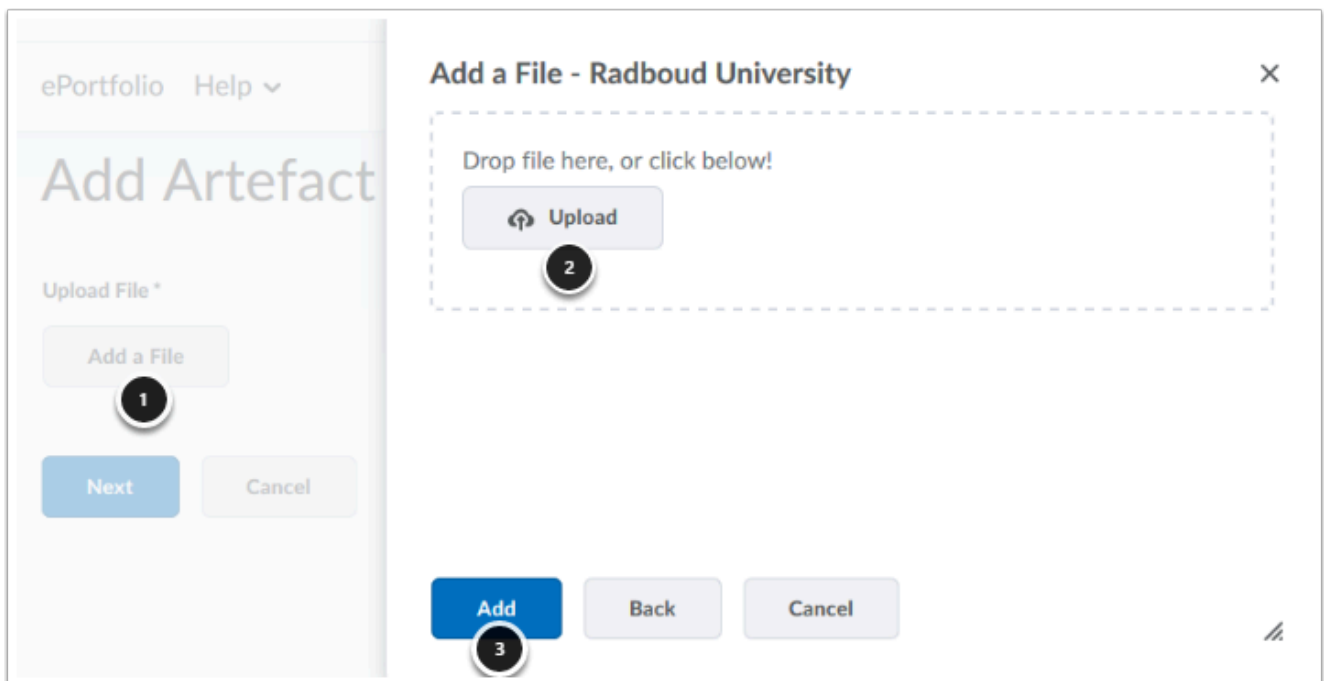 ePortfolio Help
Add Artefact
Upload File *
Add a File
1
Next Cancel
Add a File - Radboud University
Drop file here, or click below!
Upload
2
Add Back Cancel
3